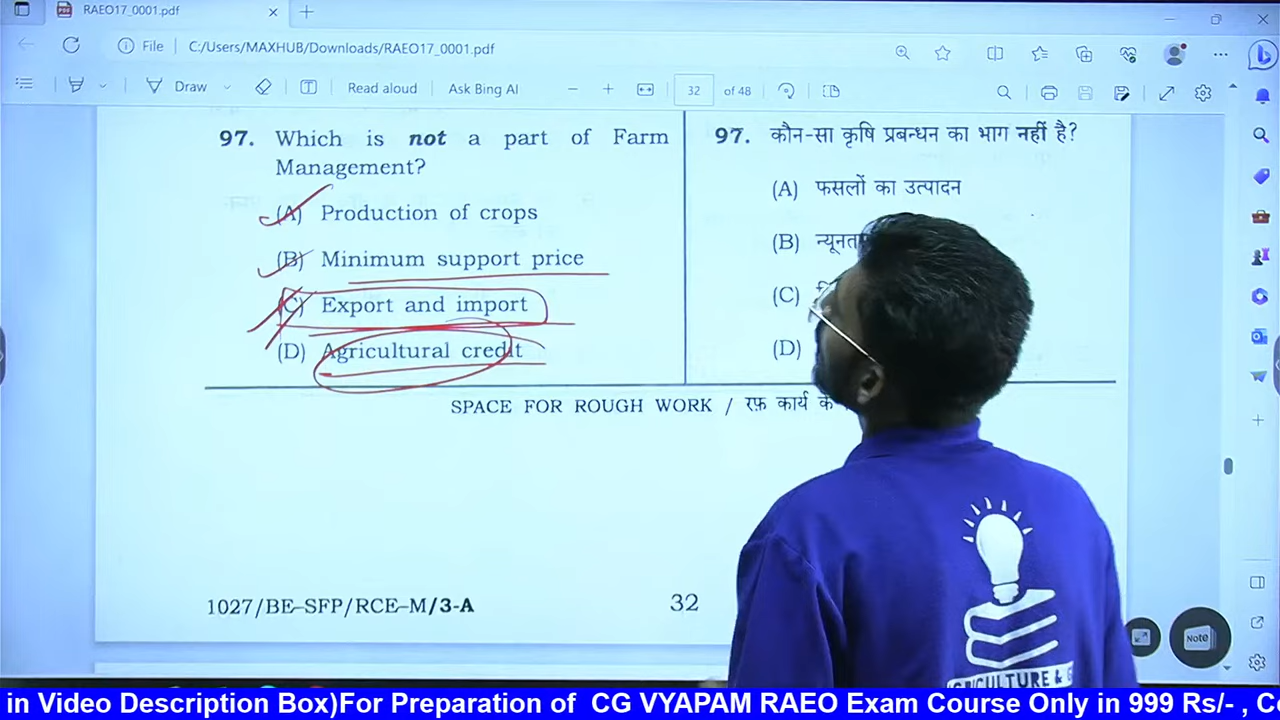 RAEO17_0001.pdf
File C:/Users/MAXHUB/Downloads/RAEO17_0001.pdf
Draw Read aloud Ask Bing AI 32 of 48
97. Which is not a part of Farm
Management?
(A) Production of crops
(B) Minimum support price
(C) Export and import
(D) Agricultural credit
97. कौन-सा कृषि प्रबन्धन का भाग नहीं है?
(A) फसलों का उत्पादन
(B)
(C)
(D)
SPACE FOR ROUGH WORK / रफ़ कार्य के
1027/BE–SFP/RCE–M/3-A
32
Note
in Video Description Box)For Preparation of CG VYAPAM RAEO Exam Course Only in 999 Rs/- ,